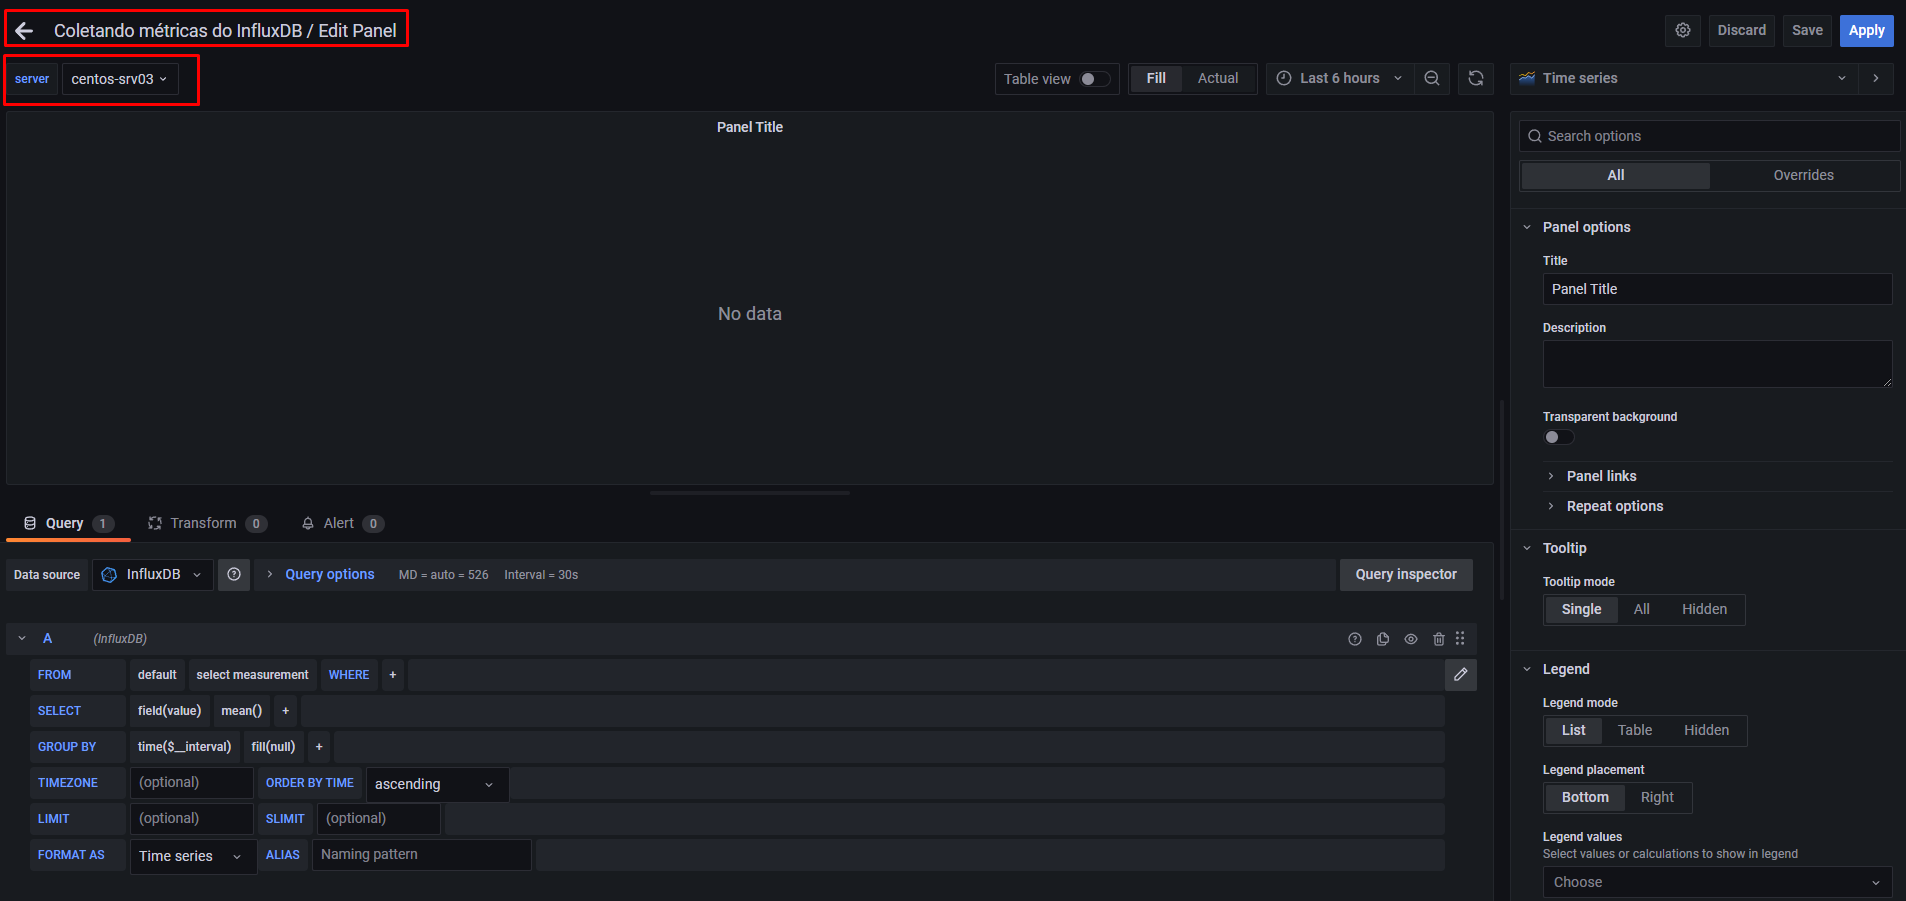 Coletando métricas do InfluxDB / Edit Panel
Discard
Save
Apply
server
centos-srv03
Table view
Fill
Actual
Last 6 hours
Time series
Panel Title
No data
Search options
All
Overrides
Panel options
Title
Panel Title
Description
Transparent background
Panel links
Repeat options
Tooltip
Tooltip mode
Single
All
Hidden
Legend
Legend mode
List
Table
Hidden
Legend placement
Bottom
Right
Legend values
Select values or calculations to show in legend
Choose
Query 1
Transform 0
Alert 0
Data source
InfluxDB
Query options
MD = auto = 526
Interval = 30s
Query inspector
A
(InfluxDB)
FROM default select measurement WHERE +
SELECT field(value) mean() +
GROUP BY time($__interval) fill(null) +
TIMEZONE (optional) ORDER BY TIME ascending
LIMIT (optional) SLIMIT (optional)
FORMAT AS Time series ALIAS Naming pattern